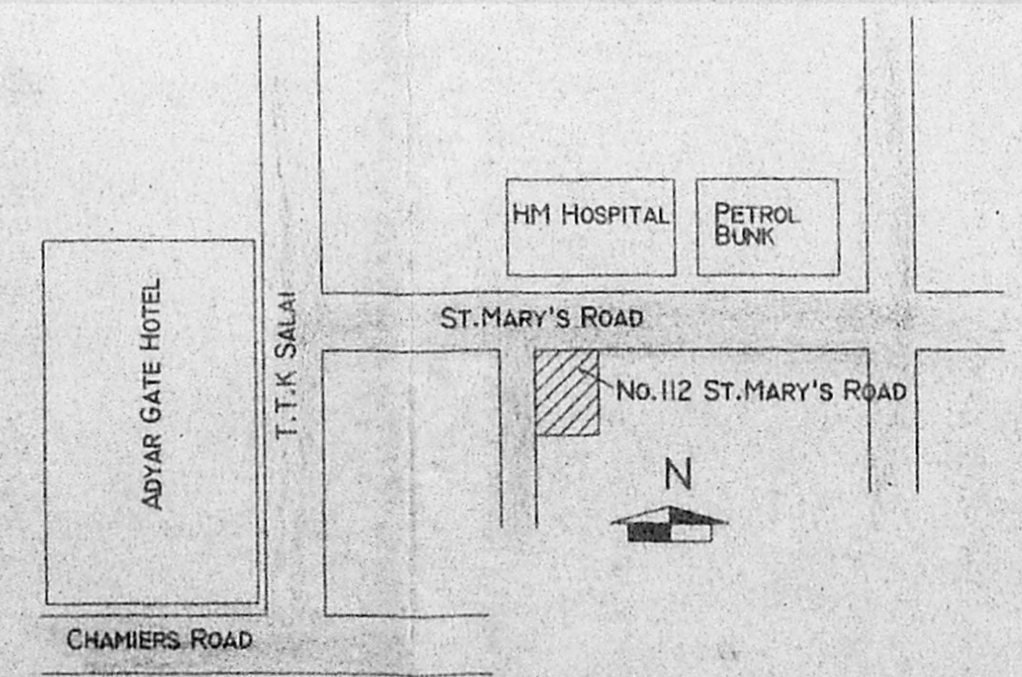 HM HOSPITAL
PETROL
BUNK
ADYAR GATE HOTEL
T.T.K SALAI
ST.MARY'S ROAD
NO.112 ST.MARY'S ROAD
N
CHAMIERS ROAD